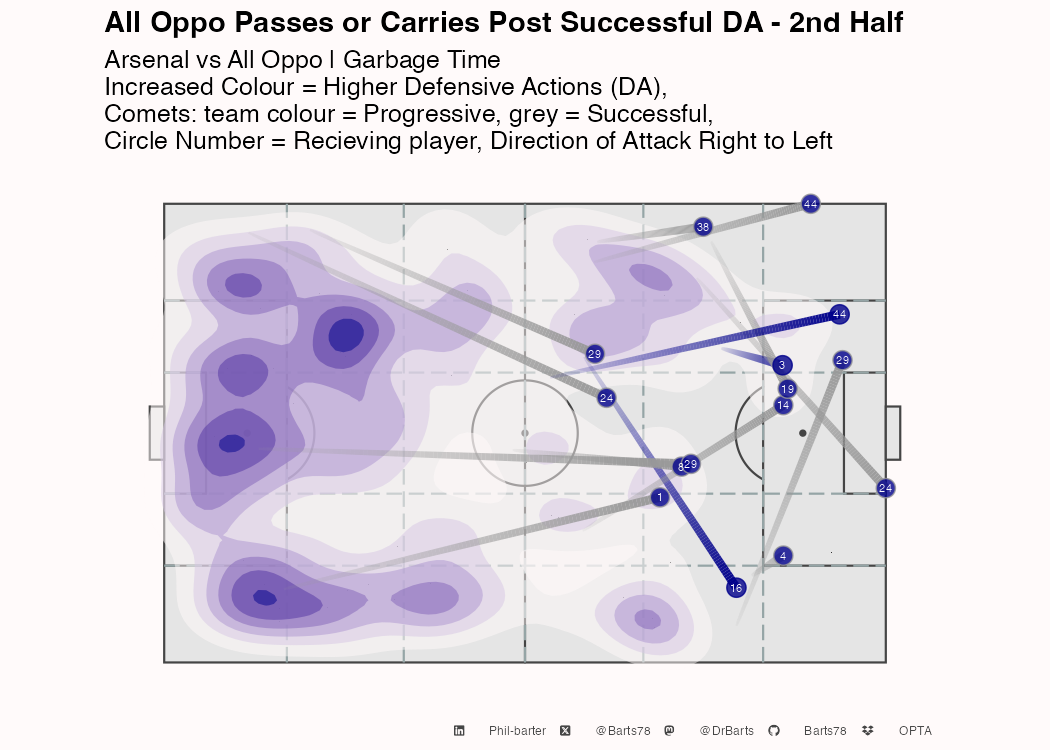 All Oppo Passes or Carries Post Successful DA - 2nd Half
Arsenal vs All Oppo | Garbage Time
Increased Colour = Higher Defensive Actions (DA),
Comets: team colour = Progressive, grey = Successful,
Circle Number = Recieving player, Direction of Attack Right to Left
44
38
44
29
29
3
19
24
14
8
29
24
1
4
16
Phil-barter @Barts78 @DrBarts Barts78 OPTA